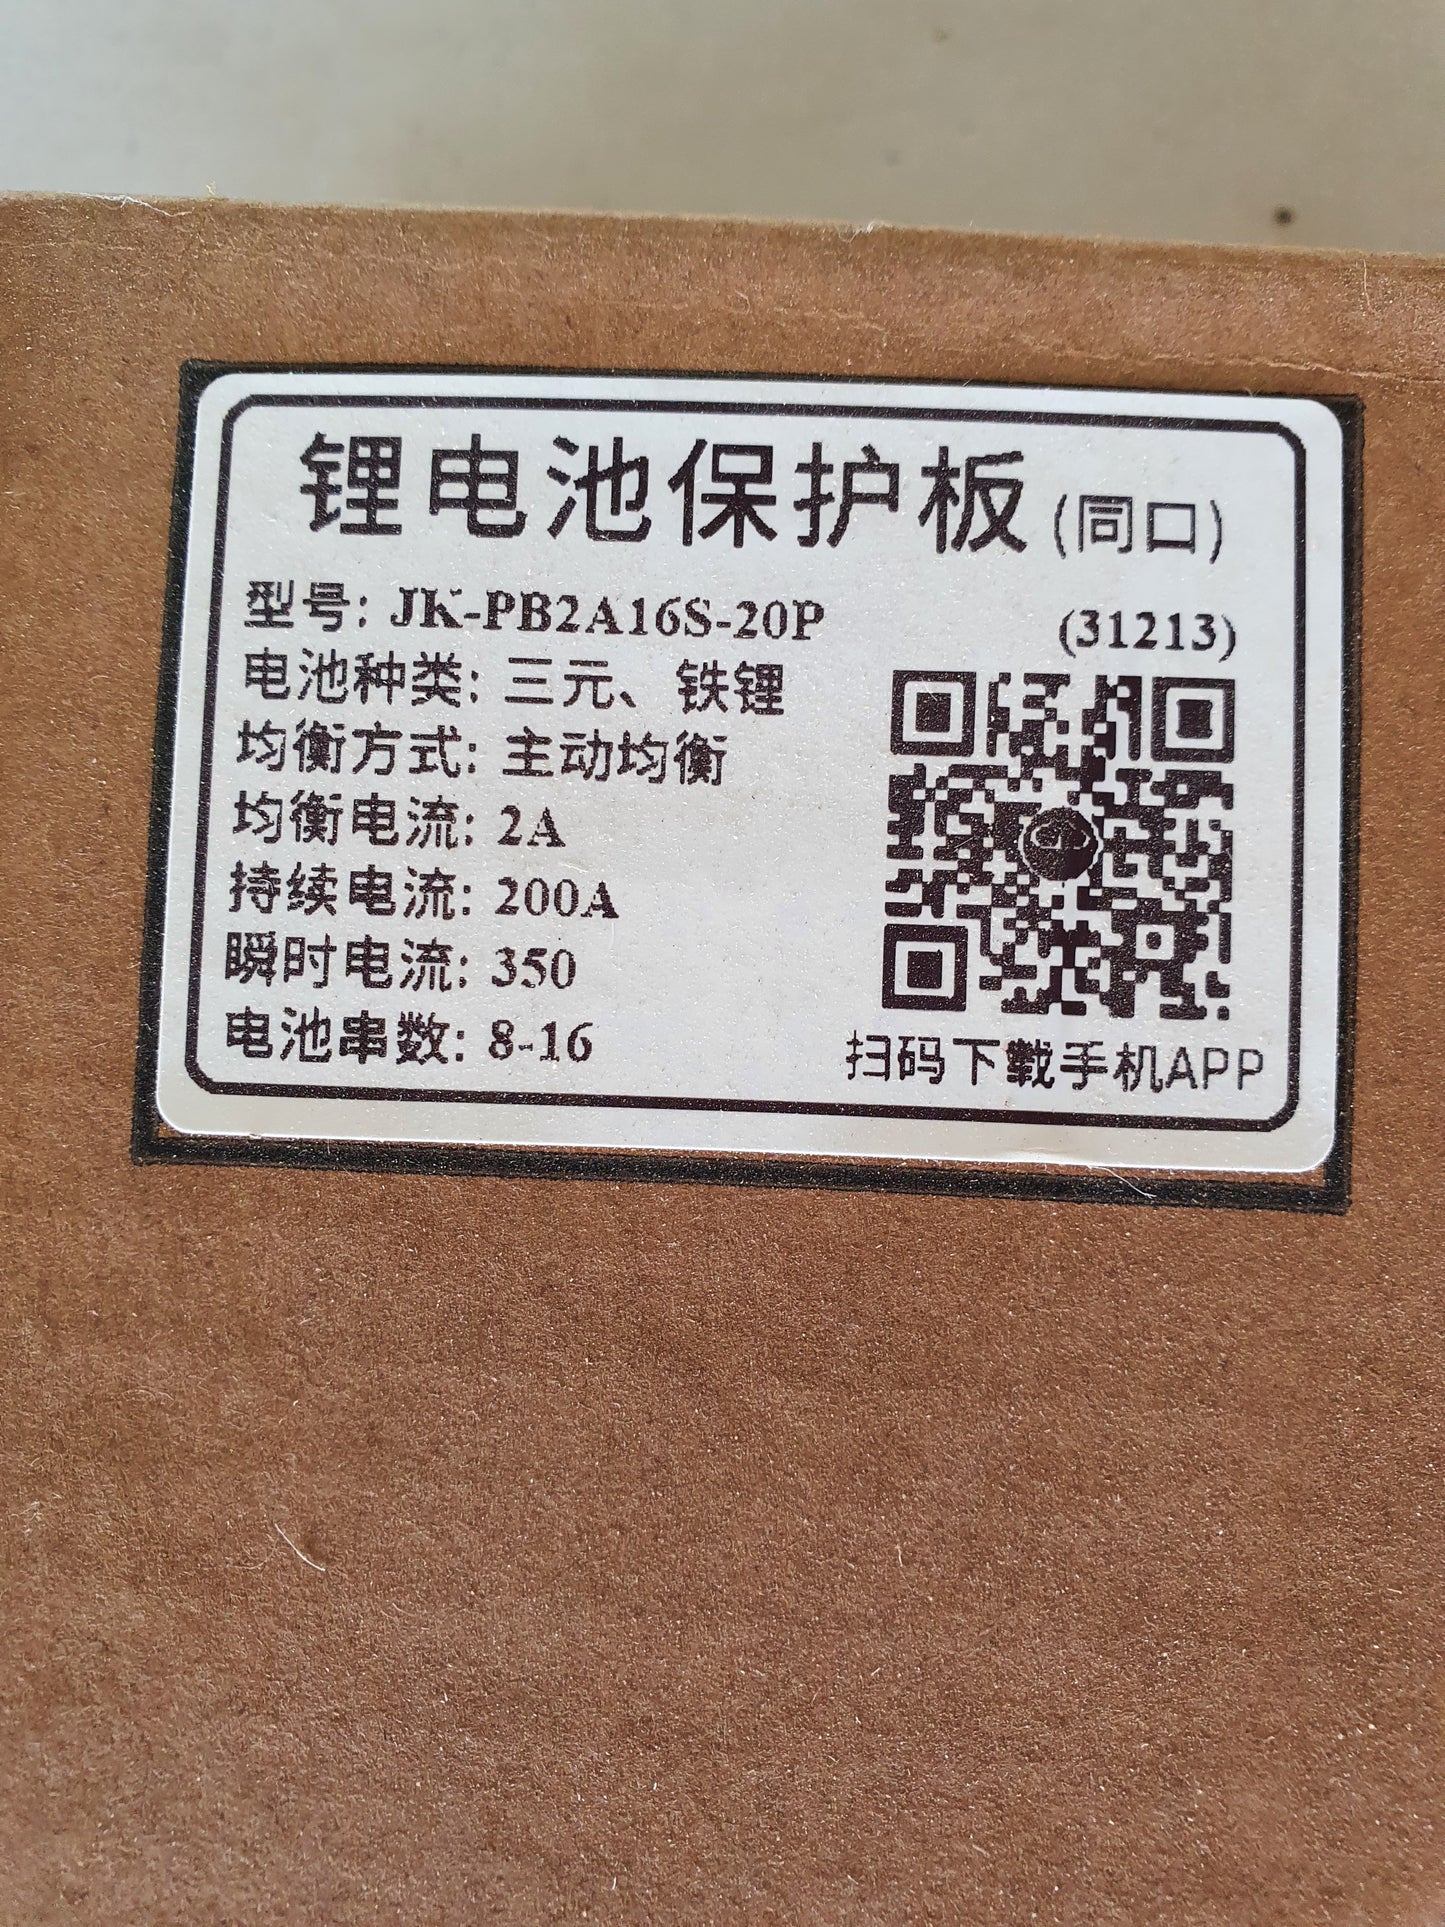 锂电池保护板(同口)
型号: JK-PB2A16S-20P
(31213)
电池种类: 三元、铁锂
均衡方式: 主动均衡
均衡电流: 2A
持续电流: 200A
瞬时电流: 350
电池串数: 8-16
扫码下载手机APP